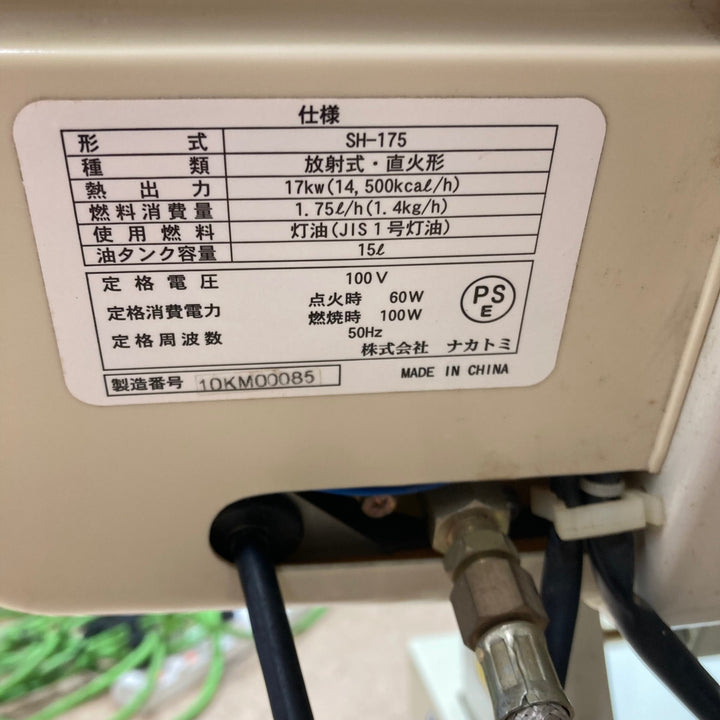 仕様
形式 SH-175
種類 放射式・直火形
熱出力 17kw(14,500kcaℓ/h)
燃料消費量 1.75ℓ/h(1.4kg/h)
使用燃料 灯油(JIS1号灯油)
油タンク容量 15ℓ
定格電圧 100V
定格消費電力 点火時 60W
燃焼時 100W
定格周波数 50Hz
PS
E
株式会社 ナカトミ
製造番号 10KM00085
MADE IN CHINA